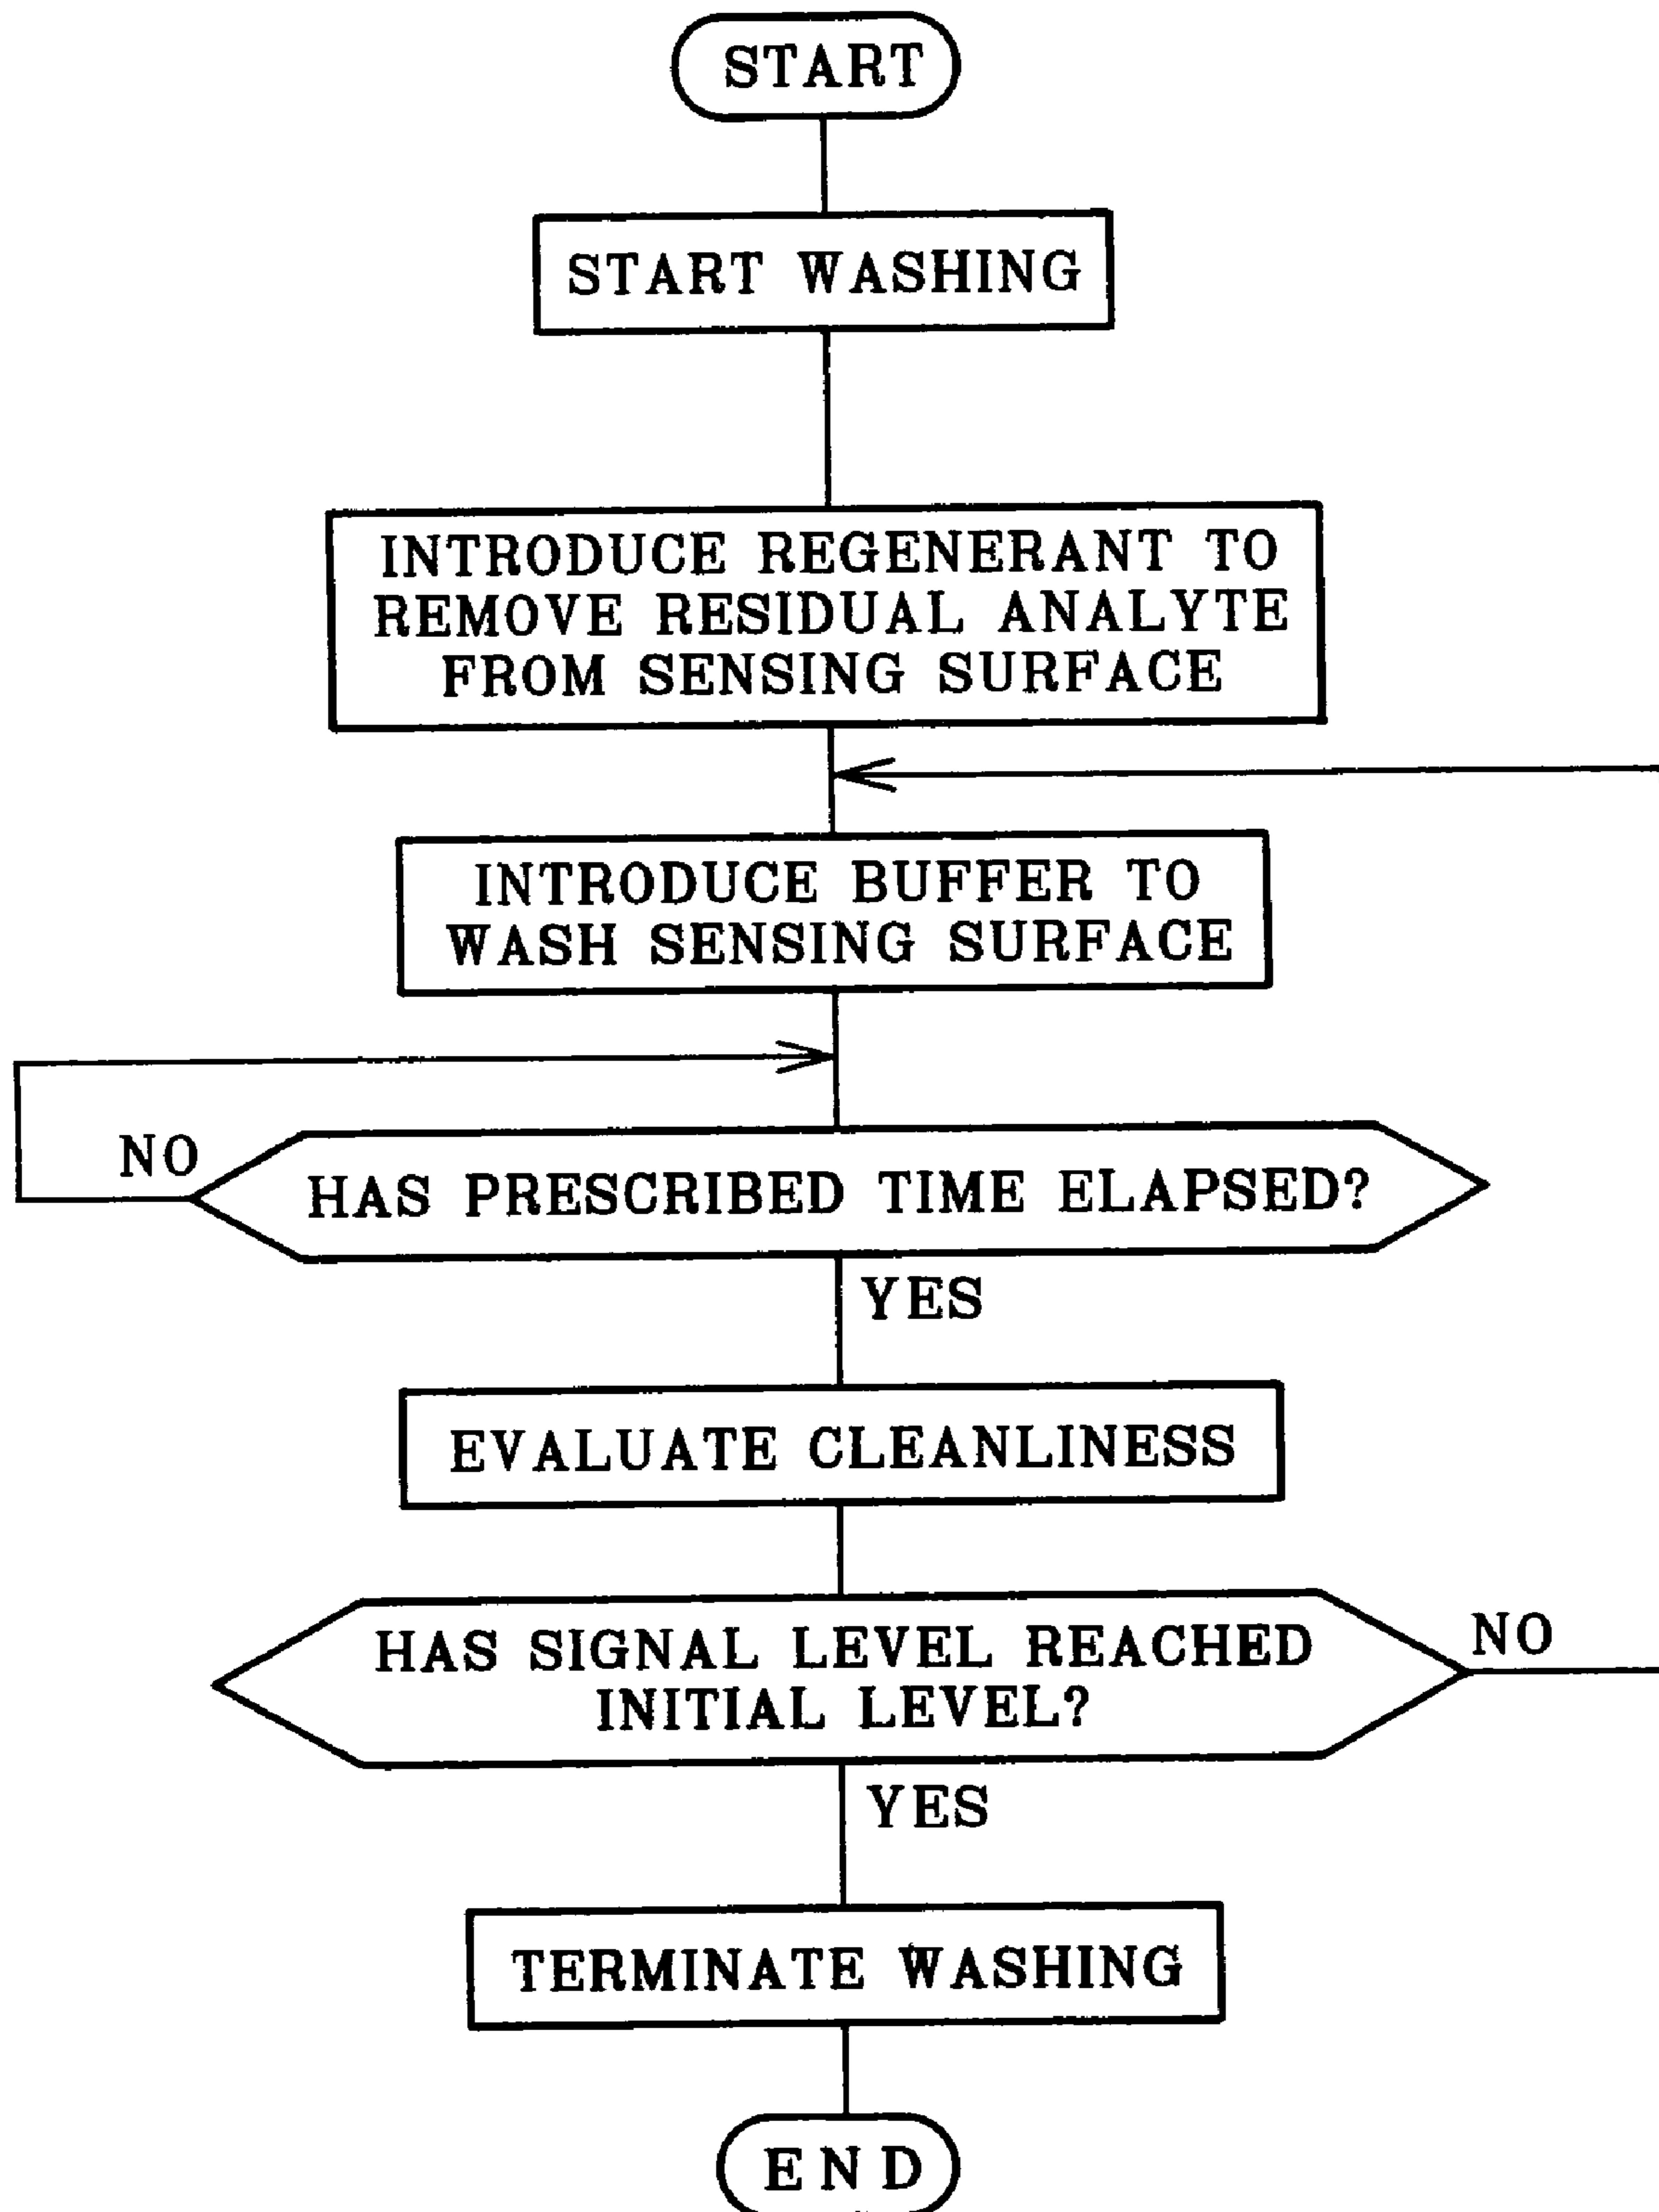 START
START WASHING
INTRODUCE REGENERANT TO
REMOVE RESIDUAL ANALYTE
FROM SENSING SURFACE
INTRODUCE BUFFER TO
WASH SENSING SURFACE
NO
HAS PRESCRIBED TIME ELAPSED?
YES
EVALUATE CLEANLINESS
HAS SIGNAL LEVEL REACHED
INITIAL LEVEL?
NO
YES
TERMINATE WASHING
END